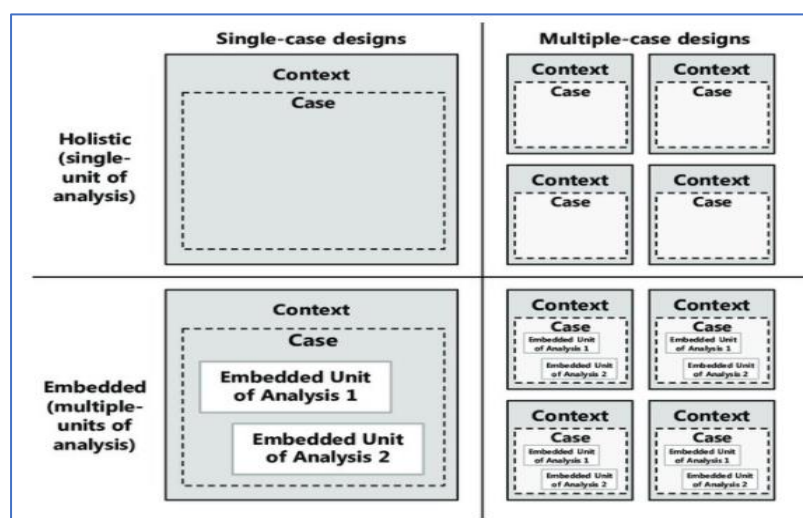 Single-case designs
Multiple-case designs
Holistic
(single-
unit of
analysis)
Context
Case
Context
Case
Context
Case
Context
Case
Context
Case
Embedded
(multiple-
units of
analysis)
Context
Case
Embedded Unit
of Analysis 1
Embedded Unit
of Analysis 2
Context
Case
Embedded Unit
of Analysis 1
Embedded Unit
of Analysis 2
Context
Case
Embedded Unit
of Analysis 1
Embedded Unit
of Analysis 2
Context
Case
Embedded Unit
of Analysis 1
Embedded Unit
of Analysis 2
Context
Case
Embedded Unit
of Analysis 1
Embedded Unit
of Analysis 2